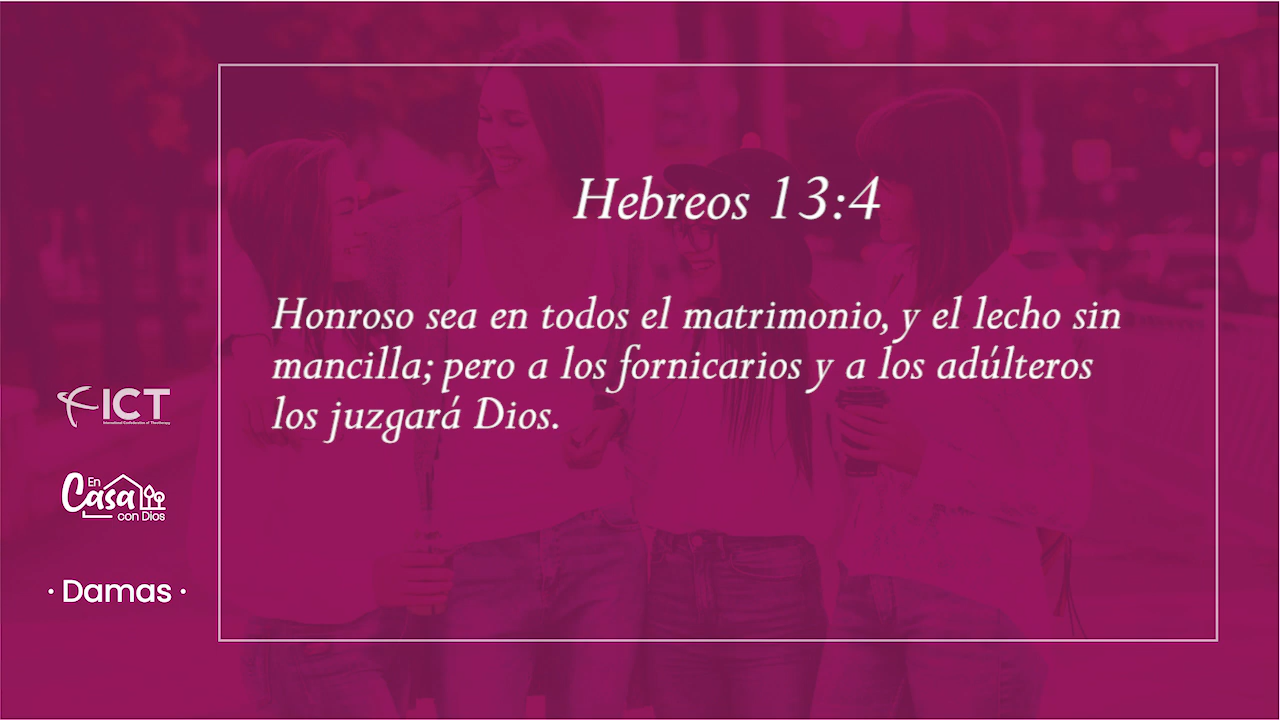 Hebreos 13:4
Honroso sea en todos el matrimonio, y el lecho sin
mancilla; pero a los fornicarios y a los adúlteros
los juzgará Dios.
ICT
En
Casa
con Dios
· Damas ·